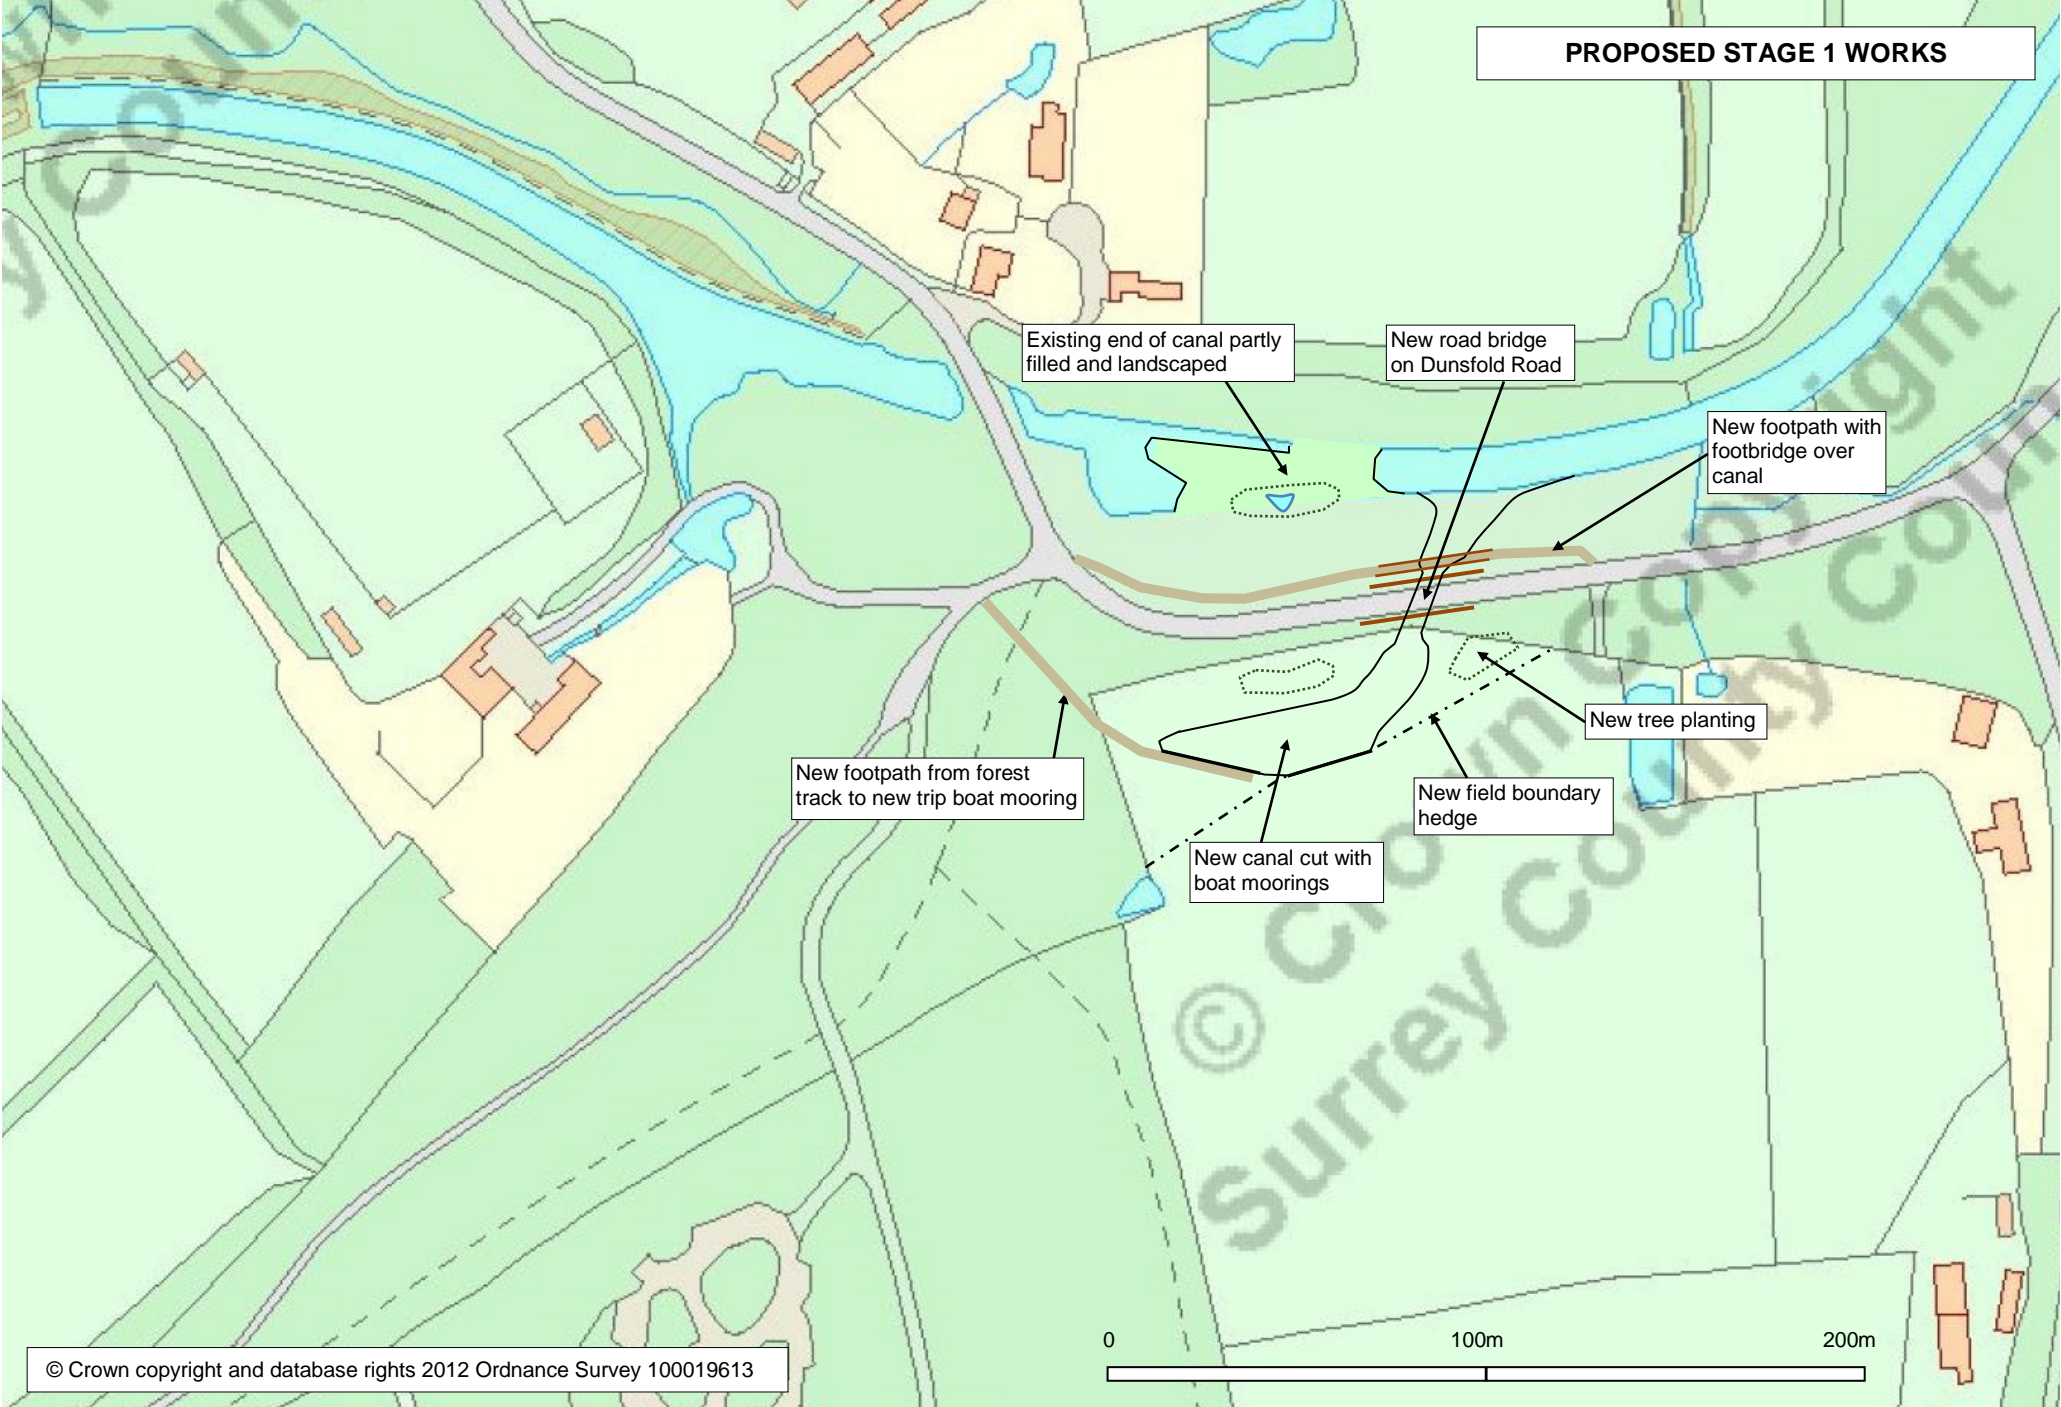 PROPOSED STAGE 1 WORKS
Existing end of canal partly
filled and landscaped
New road bridge
on Dunsfold Road
New footpath with
footbridge over
canal
New tree planting
New footpath from forest
track to new trip boat mooring
New field boundary
hedge
New canal cut with
boat moorings
© Crown Copyright
Surrey County Coun
y Coun
0
100m
200m
© Crown copyright and database rights 2012 Ordnance Survey 100019613